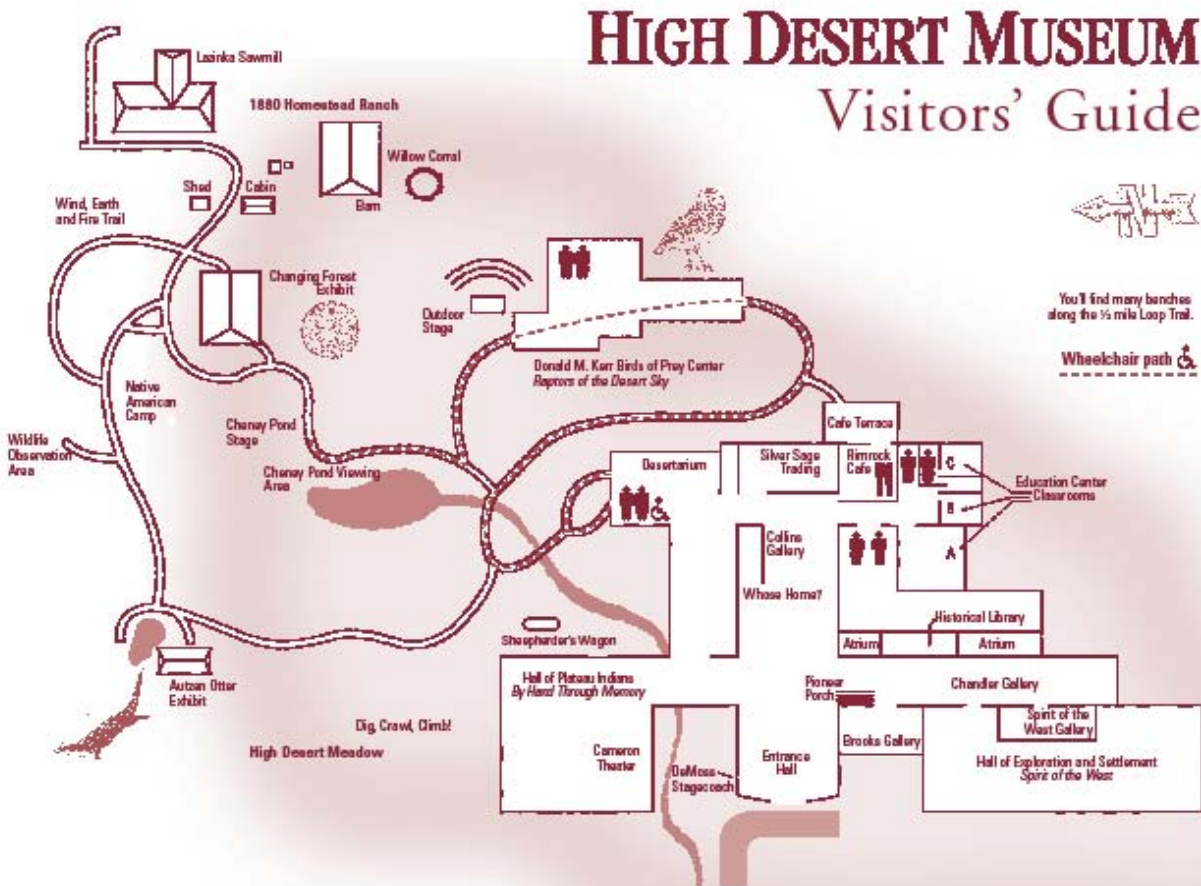 HIGH DESERT MUSEUM
Visitors' Guide
Lazinka Sawmill
1880 Homestead Ranch
Willow Corral
Shed
Cabin
Barn
Wind, Earth
and Fire Trail
Changing Forest
Exhibit
Outdoor
Stage
N
You'll find many benches
along the ½ mile Loop Trail.
Wheelchair path
Donald M. Kerr Birds of Prey Center
Raptors of the Desert Sky
Native
American
Camp
Cheney Pond
Stage
Cafe Terrace
Wildlife
Observation
Area
Cheney Pond Viewing
Area
Desertarium
Silver Sage
Trading
Rimrock
Cafe
C
B
A
Education Center
Classrooms
Collins
Gallery
Whose Home?
Historical Library
Sheepherder's Wagon
Atrium
Atrium
Hall of Plateau Indians
By Hand Through Memory
Pioneer
Porch
Chandler Gallery
Autzen Otter
Exhibit
Dig, Crawl, Climb!
High Desert Meadow
Cameron
Theater
DeMoss
Stagecoach
Entrance
Hall
Brooks Gallery
Spirit of the
West Gallery
Hall of Exploration and Settlement
Spirit of the West